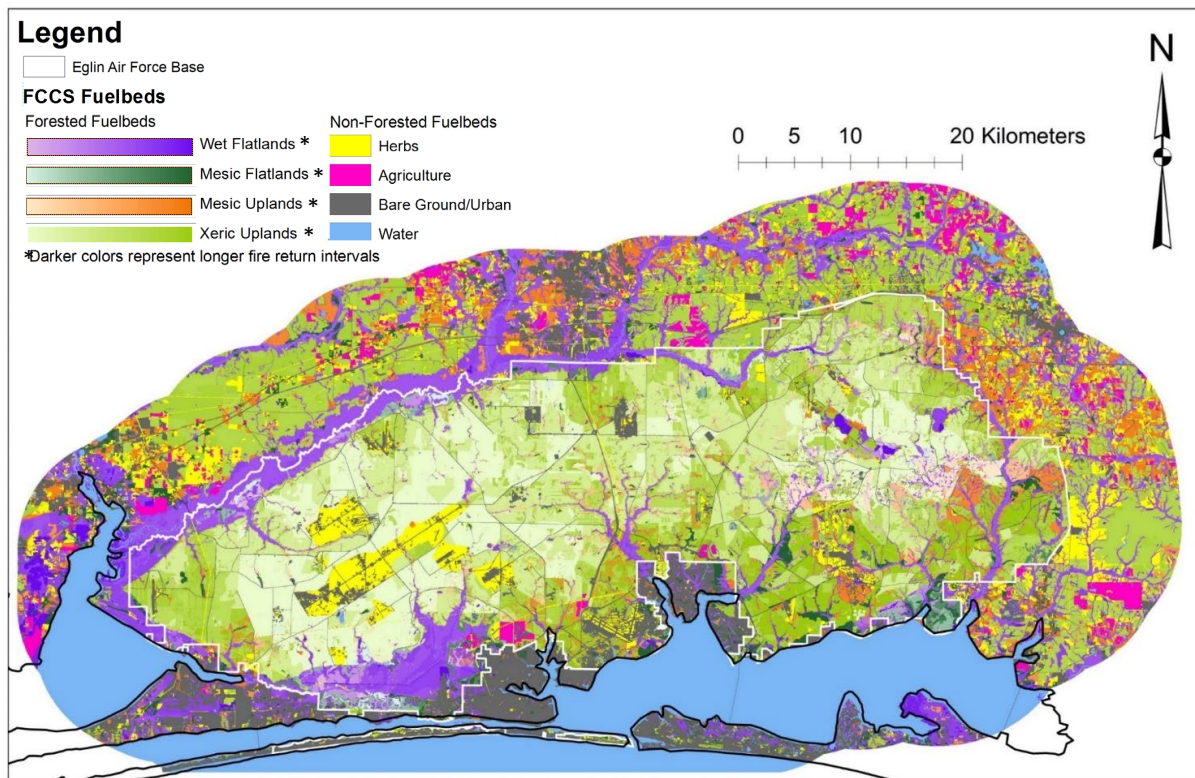 Legend
Eglin Air Force Base
FCCS Fuelbeds
Forested Fuelbeds
Wet Flatlands *
Mesic Flatlands *
Mesic Uplands *
Xeric Uplands *
*Darker colors represent longer fire return intervals
Non-Forested Fuelbeds
Herbs
Agriculture
Bare Ground/Urban
Water
0 5 10 20 Kilometers
N